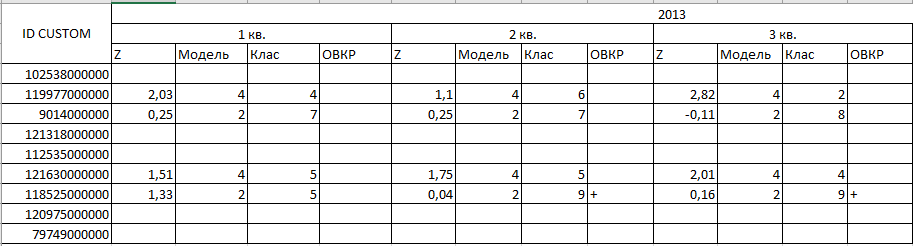 2013
ID CUSTOM 1 кв. 2 кв. 3 кв.
Z Модель Клас ОВКР Z Модель Клас ОВКР Z Модель Клас ОВКР
102538000000
119977000000 2,03 4 4 1,1 4 6 2,82 4 2
9014000000 0,25 2 7 0,25 2 7 -0,11 2 8
121318000000
112535000000
121630000000 1,51 4 5 1,75 4 5 2,01 4 4
118525000000 1,33 2 5 0,04 2 9 + 0,16 2 9 +
120975000000
79749000000